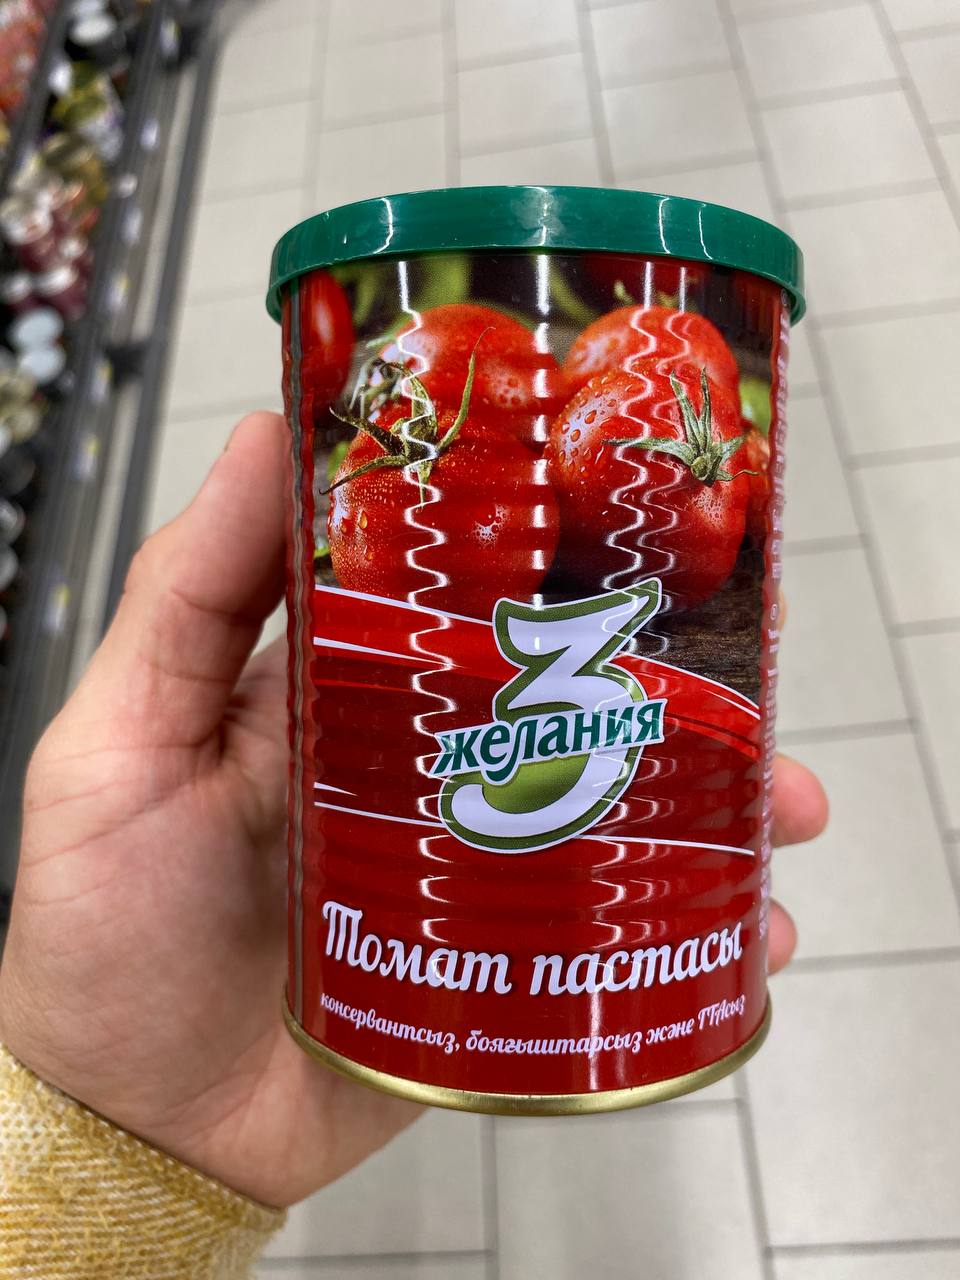 3
желания
Томат пастасы
консервантсыз, бояғыштарсыз және ГТАсыз